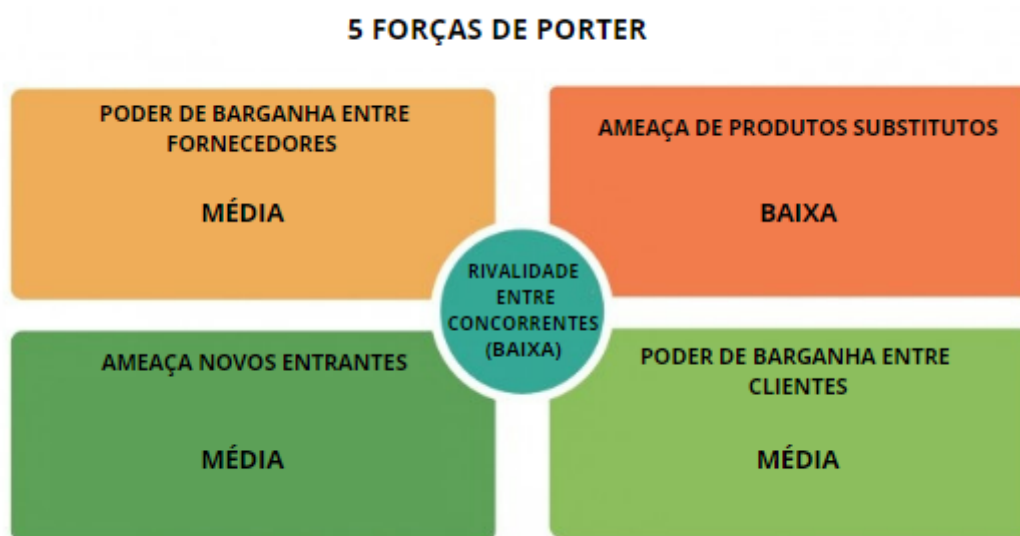 5 FORÇAS DE PORTER
PODER DE BARGANHA ENTRE
FORNECEDORES
MÉDIA
AMEAÇA DE PRODUTOS SUBSTITUTOS
BAIXA
RIVALIDADE
ENTRE
CONCORRENTES
(BAIXA)
AMEAÇA NOVOS ENTRANTES
MÉDIA
PODER DE BARGANHA ENTRE
CLIENTES
MÉDIA